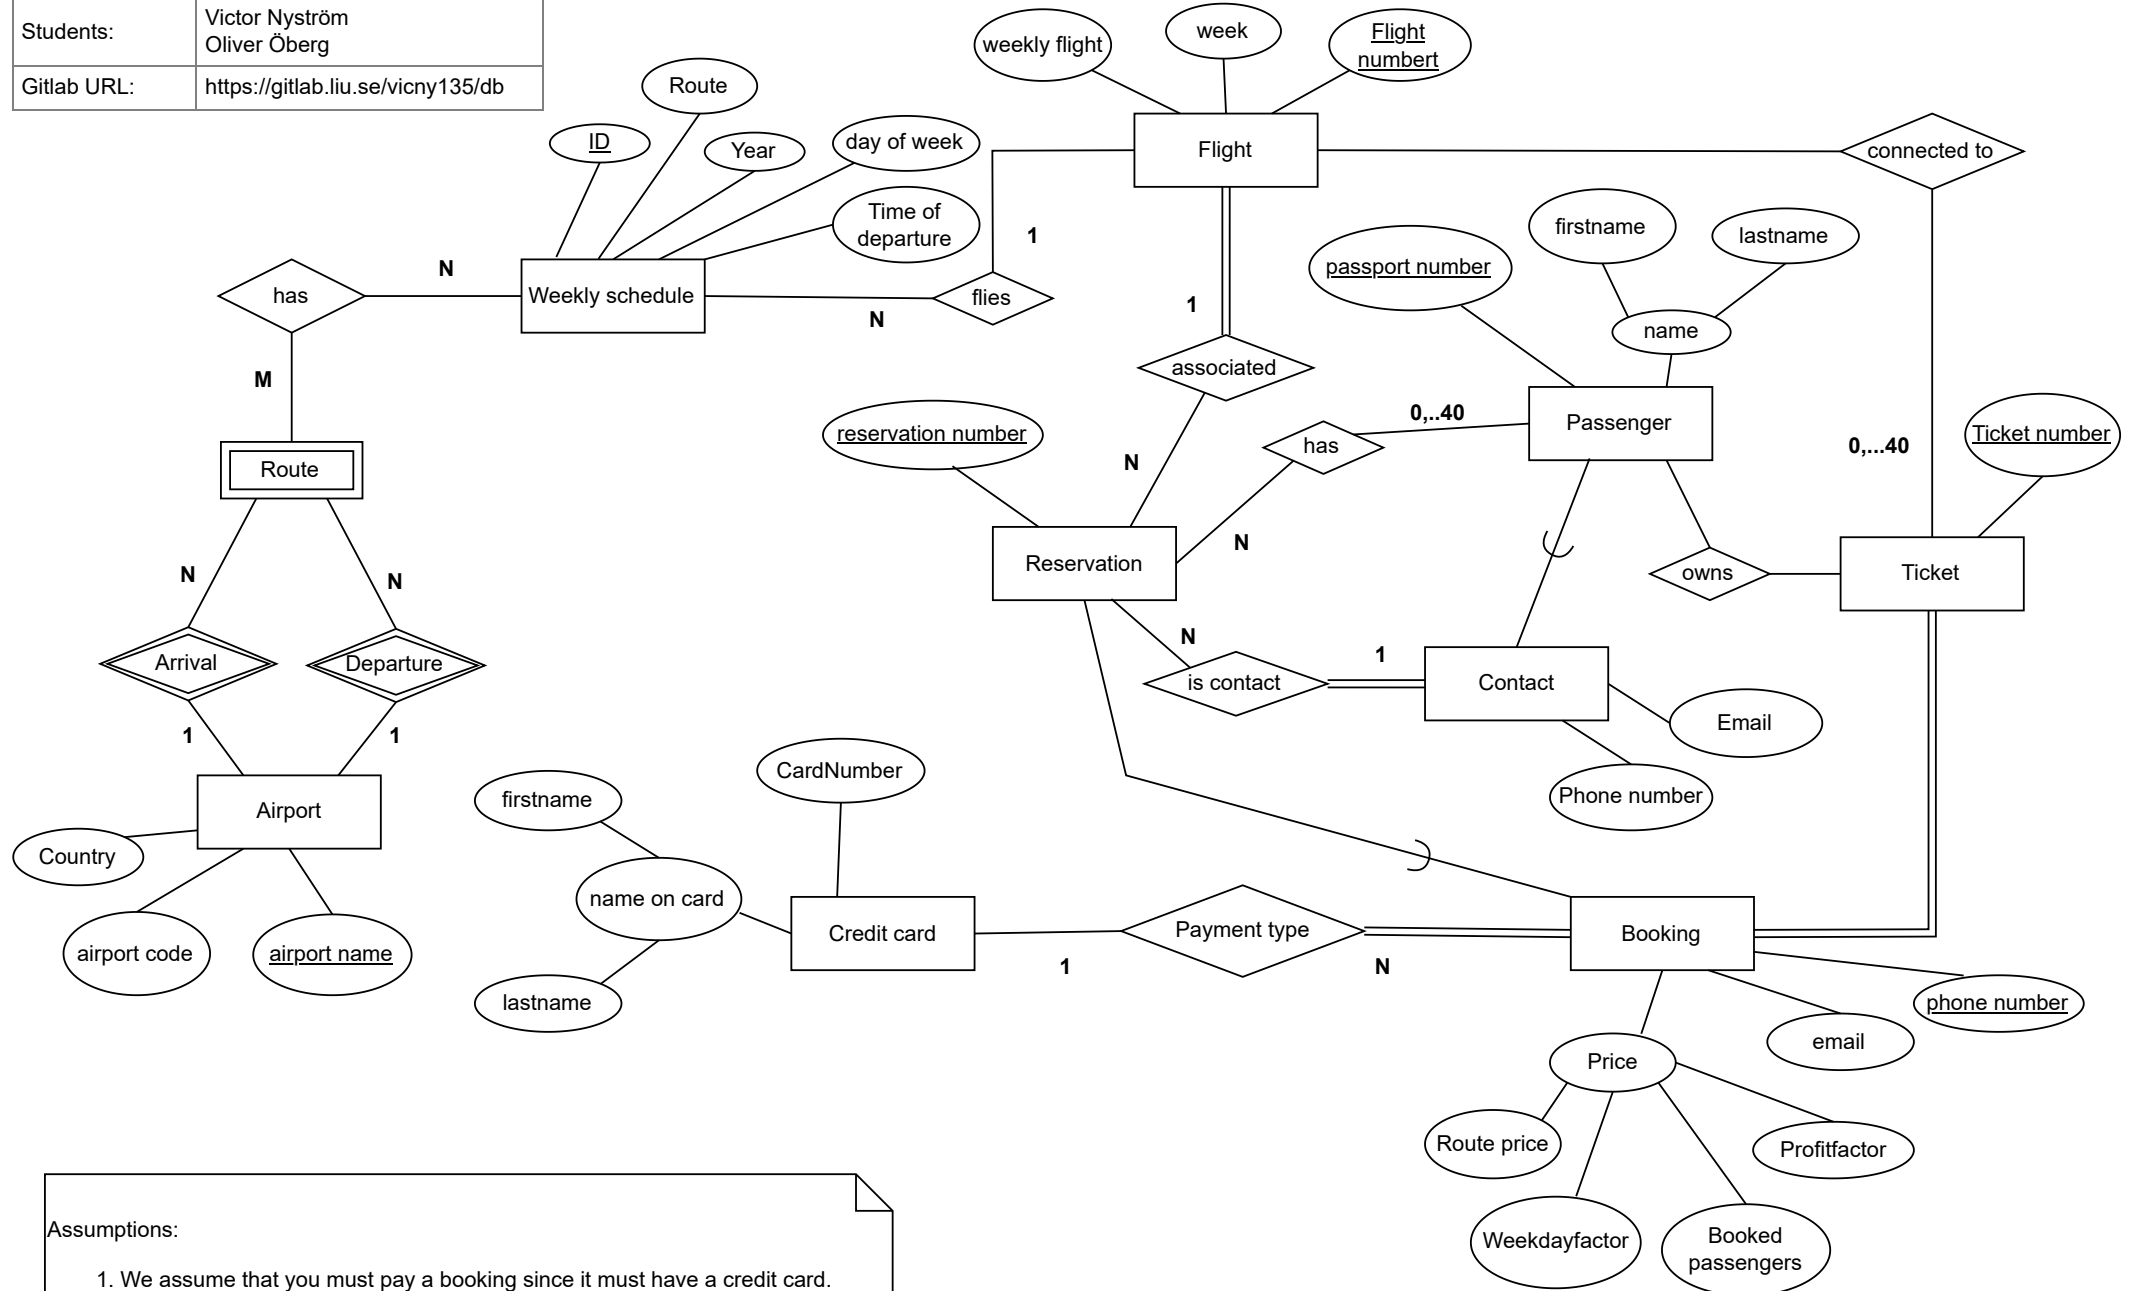 Students:
Victor Nyström
Oliver Öberg
Gitlab URL:
https://gitlab.liu.se/vicny135/db
weekly flight
week
Flight
numbert
Route
ID
Year
day of week
Time of
departure
Flight
connected to
1
firstname
lastname
passport number
name
has
N
Weekly schedule
flies
N
1
associated
M
reservation number
has
0,..40
Passenger
0,...40
Ticket number
Route
N
N
Reservation
owns
Ticket
N
N
Arrival
Departure
N
is contact
1
Contact
Email
Phone number
1
1
Airport
Country
airport code
airport name
firstname
CardNumber
name on card
lastname
Credit card
1
Payment type
N
Booking
phone number
email
Price
Route price
Profitfactor
Weekdayfactor
Booked
passengers
Assumptions:
1. We assume that you must pay a booking since it must have a credit card.